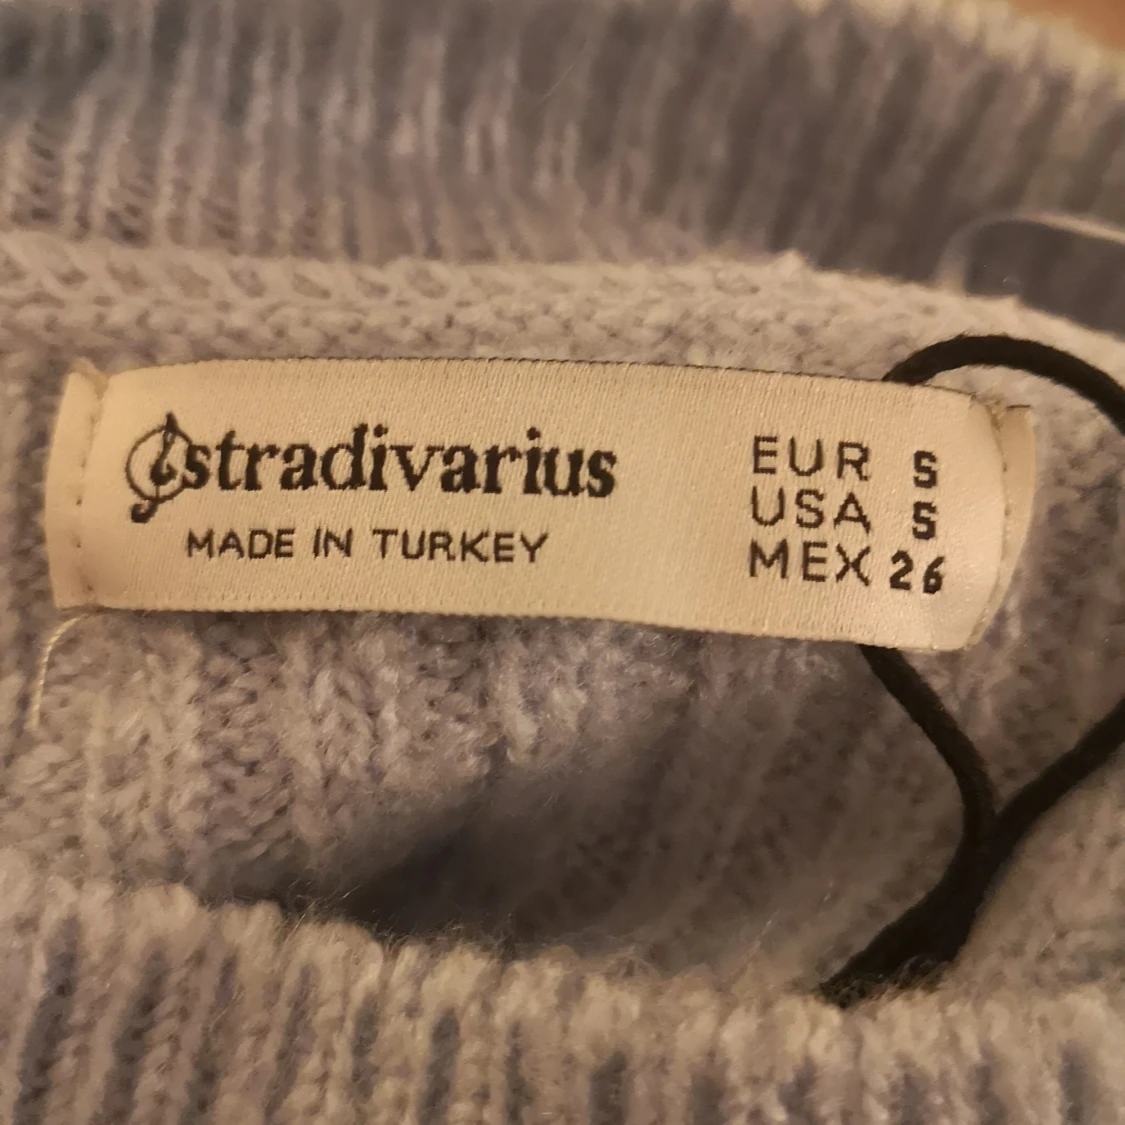 stradivarius
MADE IN TURKEY
EUR S
USA S
MEX 26